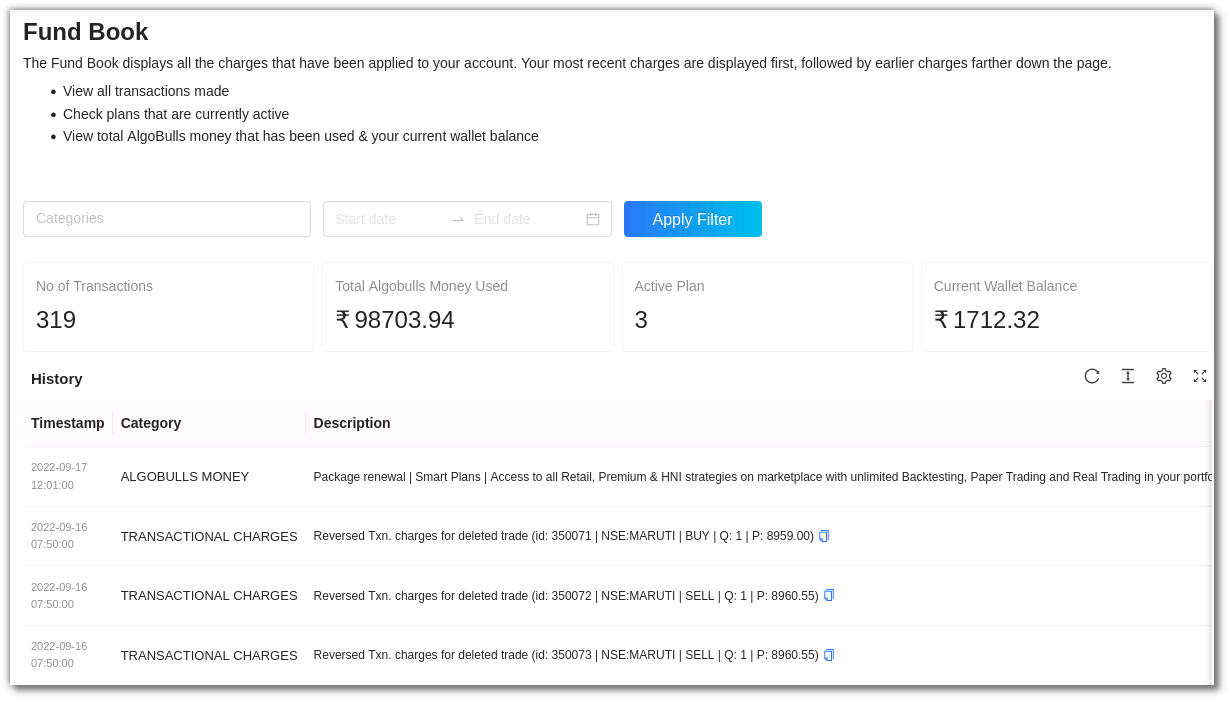 Fund Book
The Fund Book displays all the charges that have been applied to your account. Your most recent charges are displayed first, followed by earlier charges farther down the page.
• View all transactions made
• Check plans that are currently active
• View total AlgoBulls money that has been used & your current wallet balance
Categories Start date End date Apply Filter
No of Transactions Total Algobulls Money Used Active Plan Current Wallet Balance
319 ₹ 98703.94 3 ₹ 1712.32
History
Timestamp Category Description
2022-09-17
12:01:00 ALGOBULLS MONEY Package renewal | Smart Plans | Access to all Retail, Premium & HNI strategies on marketplace with unlimited Backtesting, Paper Trading and Real Trading in your portfo
2022-09-16
07:50:00 TRANSACTIONAL CHARGES Reversed Txn. charges for deleted trade (id: 350071 | NSE:MARUTI | BUY | Q: 1 | P: 8959.00)
2022-09-16
07:50:00 TRANSACTIONAL CHARGES Reversed Txn. charges for deleted trade (id: 350072 | NSE:MARUTI | SELL | Q: 1 | P: 8960.55)
2022-09-16
07:50:00 TRANSACTIONAL CHARGES Reversed Txn. charges for deleted trade (id: 350073 | NSE:MARUTI | SELL | Q: 1 | P: 8960.55)